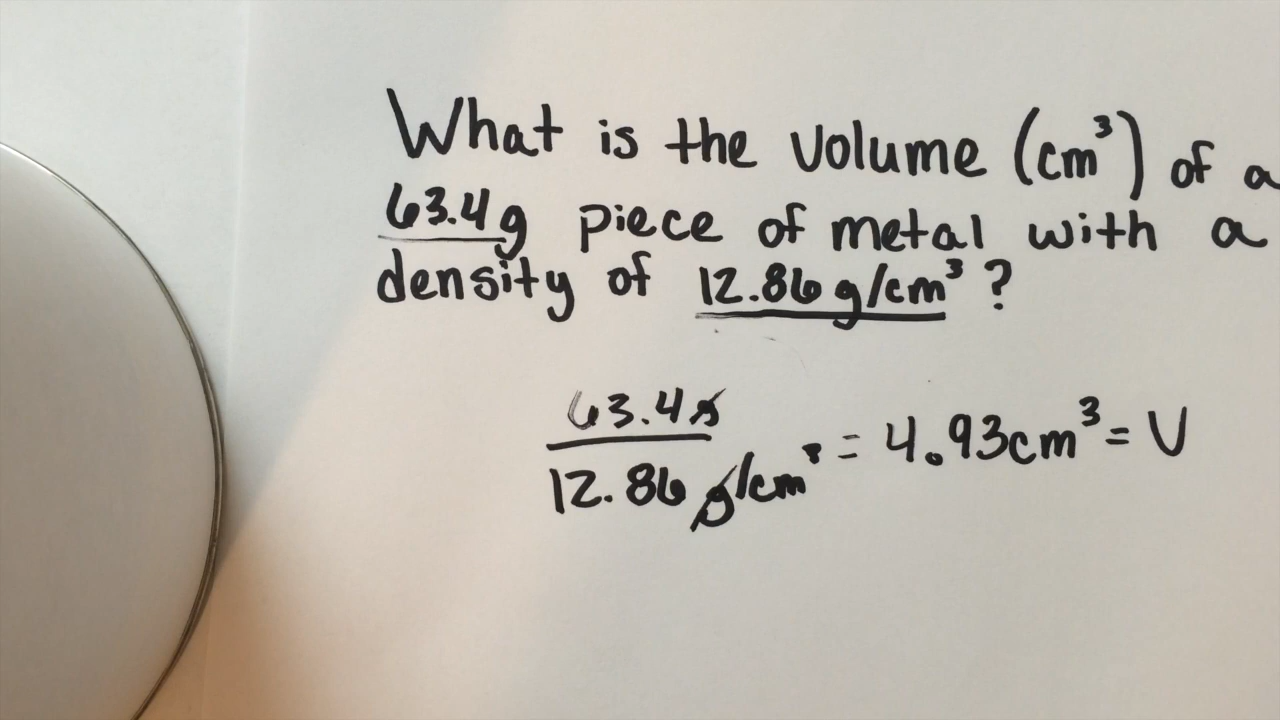 What is the volume (cm³) of a
63.4g piece of metal with a
density of 12.86 g/cm³ ?
63.4g
12.86 g/cm³ = 4.93cm³ = V